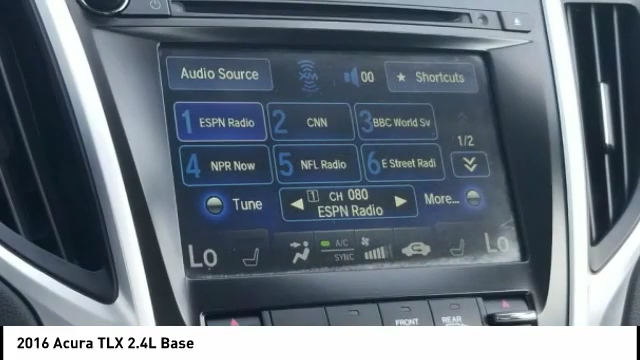 Audio Source
XM
00
★ Shortcuts
1 ESPN Radio
2 CNN
3 BBC World Sv
1/2
4 NPR Now
5 NFL Radio
6 E Street Radi
Tune
◀ 1 CH 080 ▶
ESPN Radio
More...
Lo
A/C
SYNC
Lo
FRONT
REAR
2016 Acura TLX 2.4L Base